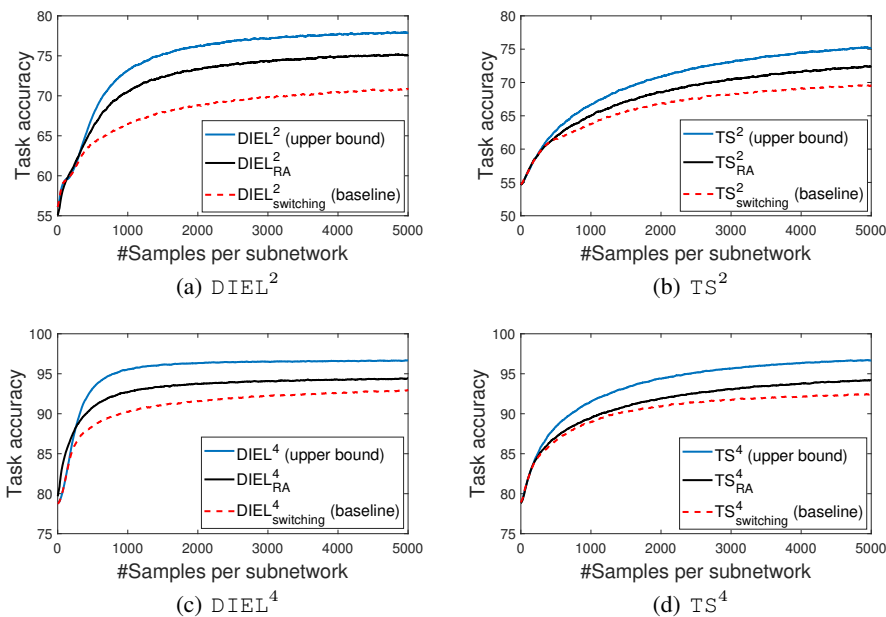 Task accuracy
80
75
70
65
60
55
DIEL² (upper bound)
DIEL²RA
DIEL²switching (baseline)
0 1000 2000 3000 4000 5000
#Samples per subnetwork
(a) DIEL²
Task accuracy
80
75
70
65
60
55
50
TS² (upper bound)
TS²RA
TS²switching (baseline)
0 1000 2000 3000 4000 5000
#Samples per subnetwork
(b) TS²
Task accuracy
100
95
90
85
80
75
DIEL⁴ (upper bound)
DIEL⁴RA
DIEL⁴switching (baseline)
0 1000 2000 3000 4000 5000
#Samples per subnetwork
(c) DIEL⁴
Task accuracy
100
95
90
85
80
75
TS⁴ (upper bound)
TS⁴RA
TS⁴switching (baseline)
0 1000 2000 3000 4000 5000
#Samples per subnetwork
(d) TS⁴